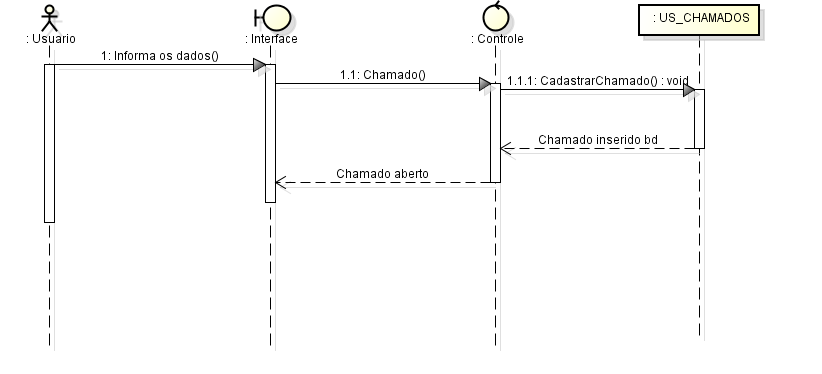 : Usuario
: Interface
: Controle
: US_CHAMADOS
1: Informa os dados()
1.1: Chamado()
1.1.1: CadastrarChamado() : void
Chamado inserido bd
Chamado aberto